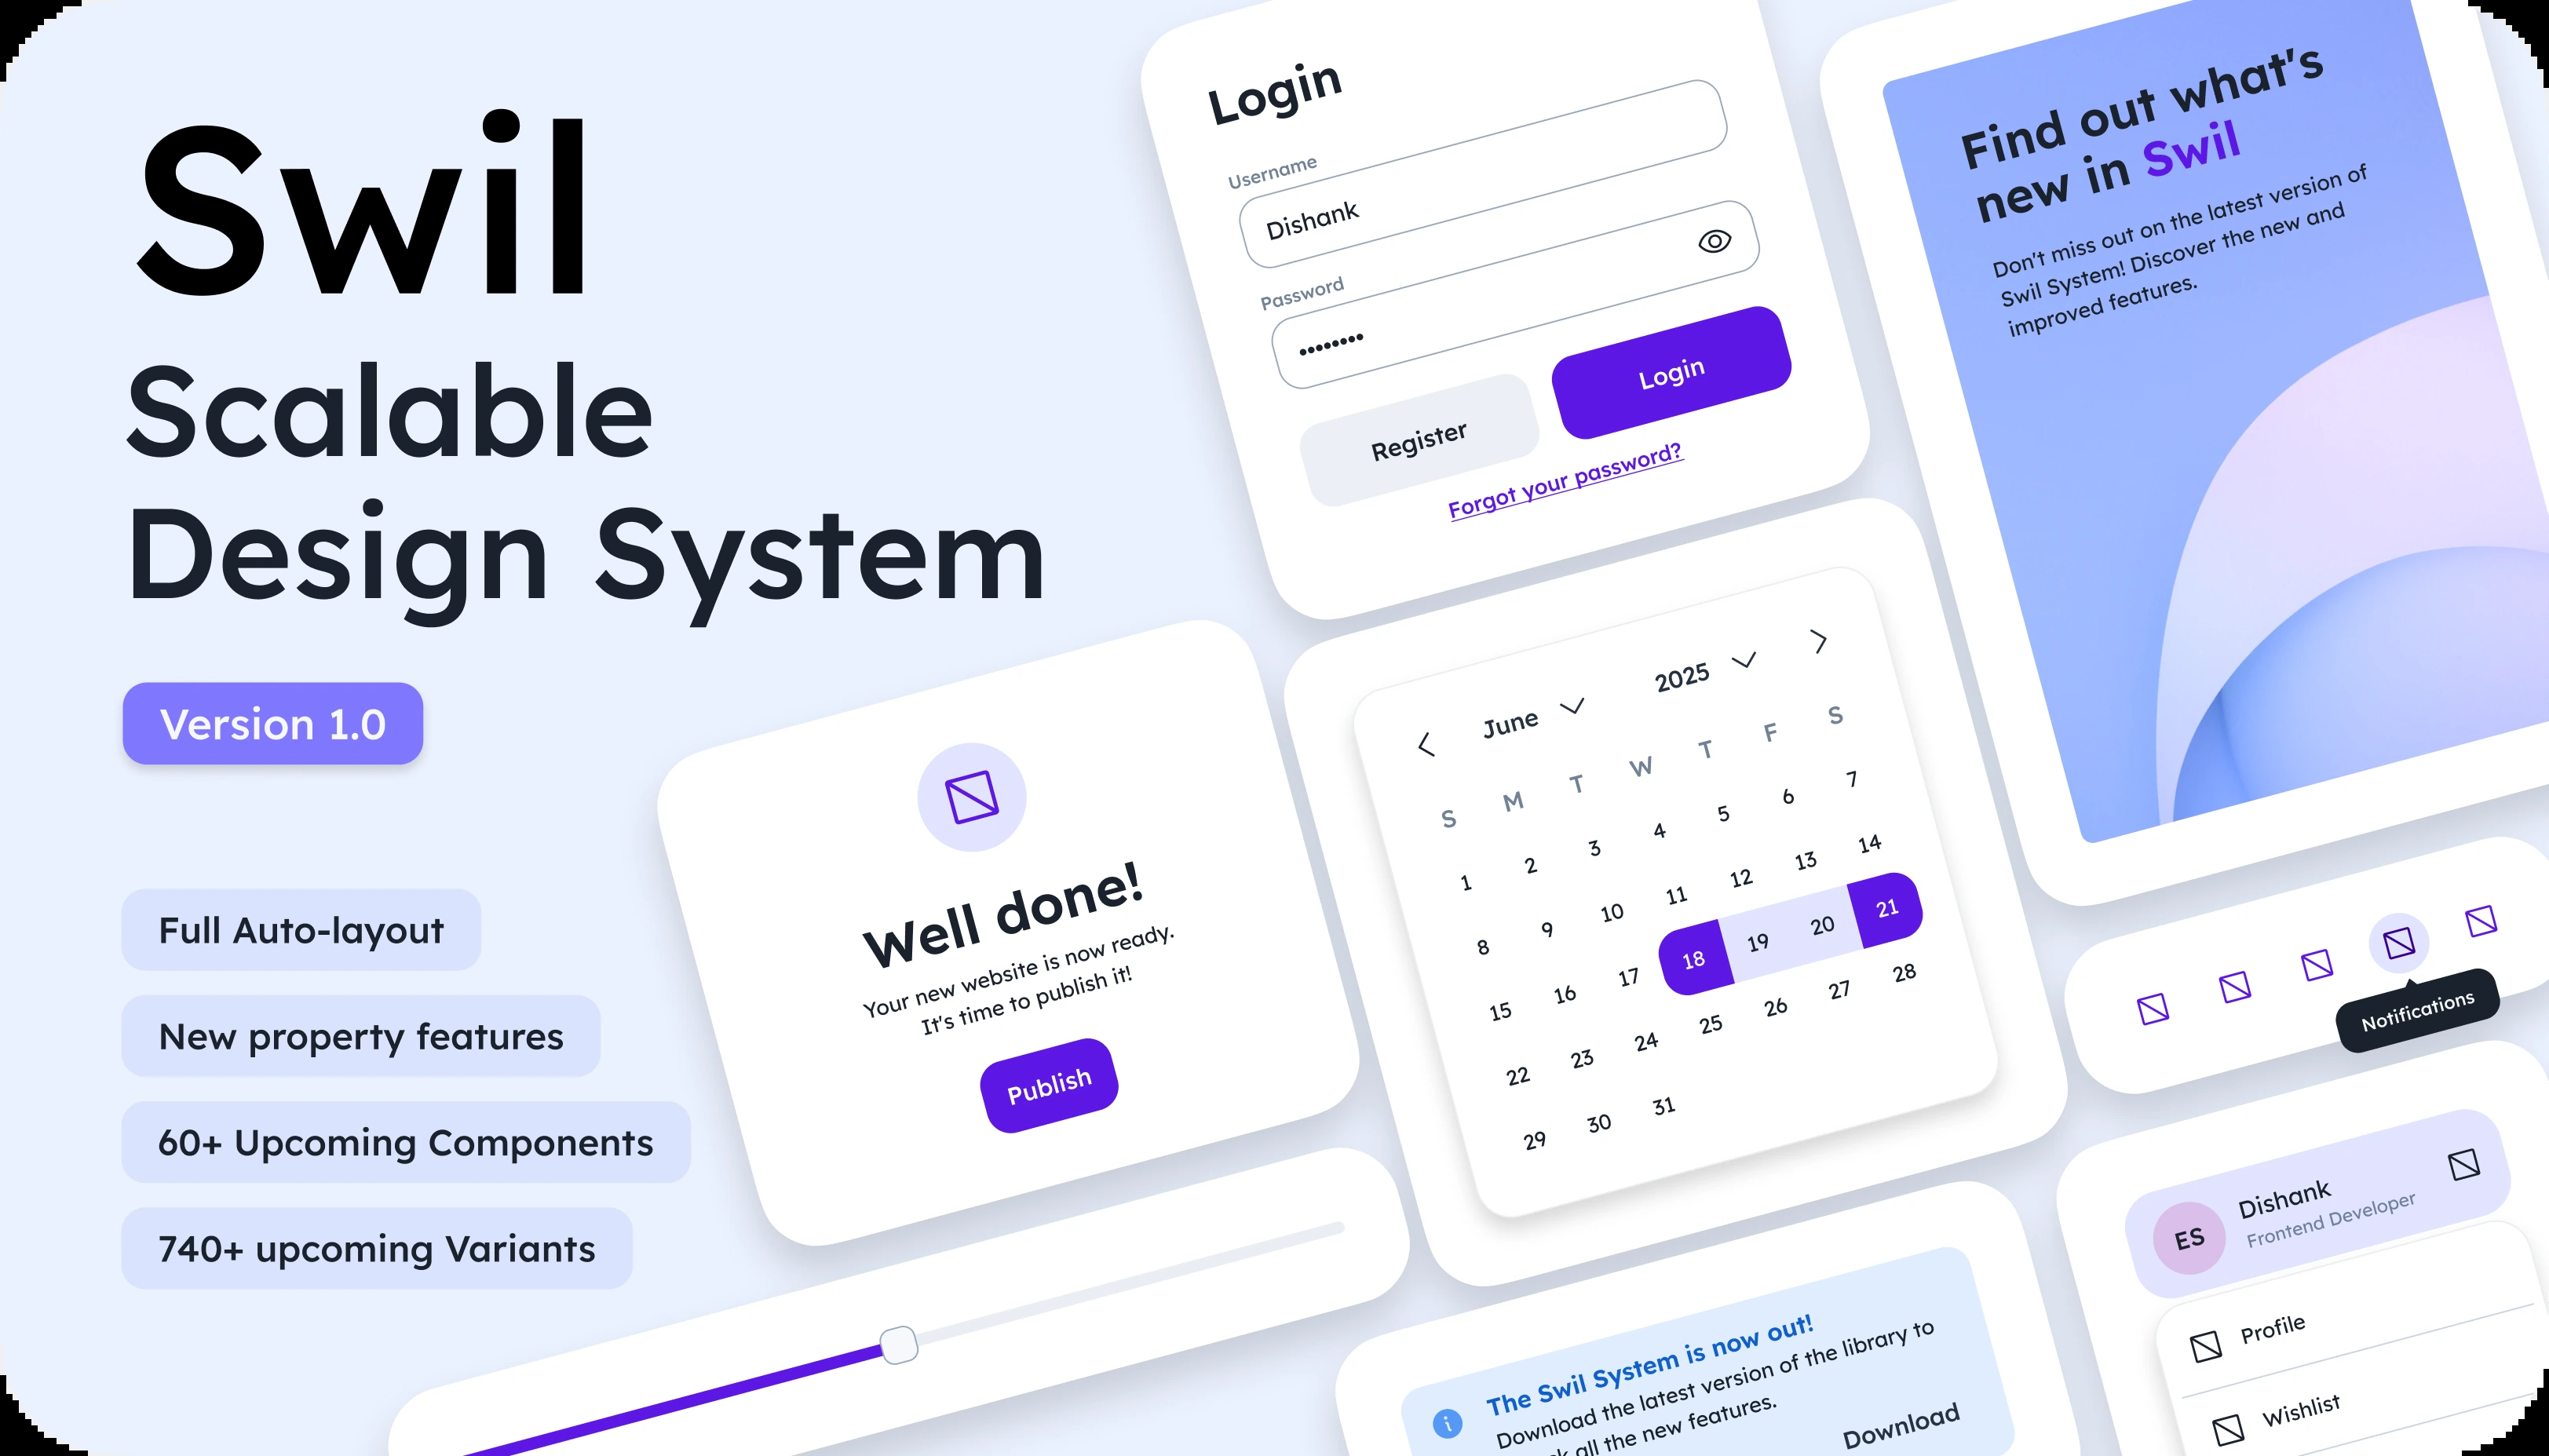 Swil
Scalable
Design System
Version 1.0
Full Auto-layout
New property features
60+ Upcoming Components
740+ upcoming Variants
Login
Username
Dishank
Password
••••••••
Register
Login
Forgot your password?
Find out what's
new in Swil
Don't miss out on the latest version of
Swil System! Discover the new and
improved features.
Well done!
Your new website is now ready.
It's time to publish it!
Publish
June 2025
S M T W T F S
1 2 3 4 5 6 7
8 9 10 11 12 13 14
15 16 17 18 19 20 21
22 23 24 25 26 27 28
29 30 31
Notifications
ES
Dishank
Frontend Developer
Profile
Wishlist
The Swil System is now out!
Download the latest version of the library to
all the new features.
Download